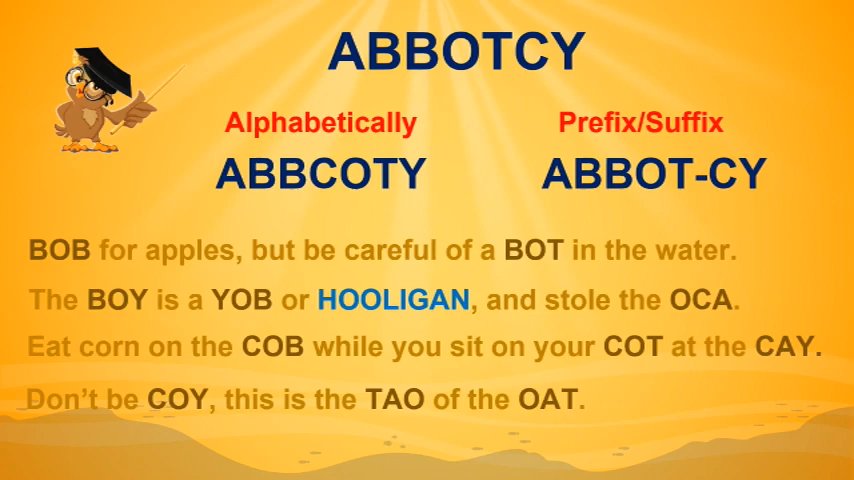 ABBOTCY
Alphabetically Prefix/Suffix
ABBCOTY ABBOT-CY
BOB for apples, but be careful of a BOT in the water.
The BOY is a YOB or HOOLIGAN, and stole the OCA.
Eat corn on the COB while you sit on your COT at the CAY.
Don't be COY, this is the TAO of the OAT.